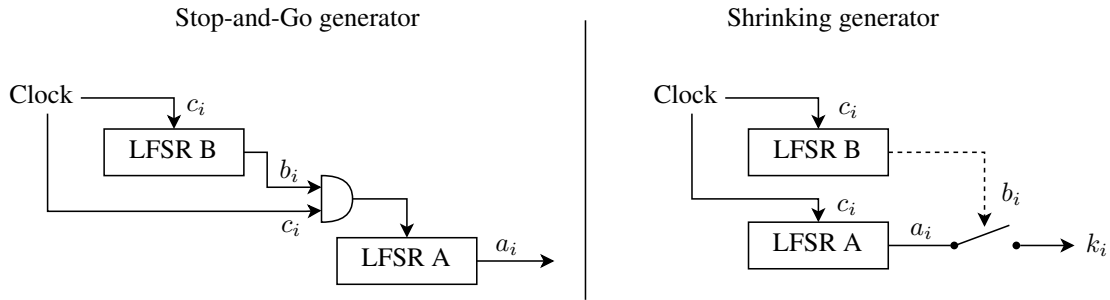 Stop-and-Go generator
Clock
c_i
LFSR B
b_i
c_i
LFSR A
a_i
Shrinking generator
Clock
c_i
LFSR B
b_i
c_i
LFSR A
a_i
k_i